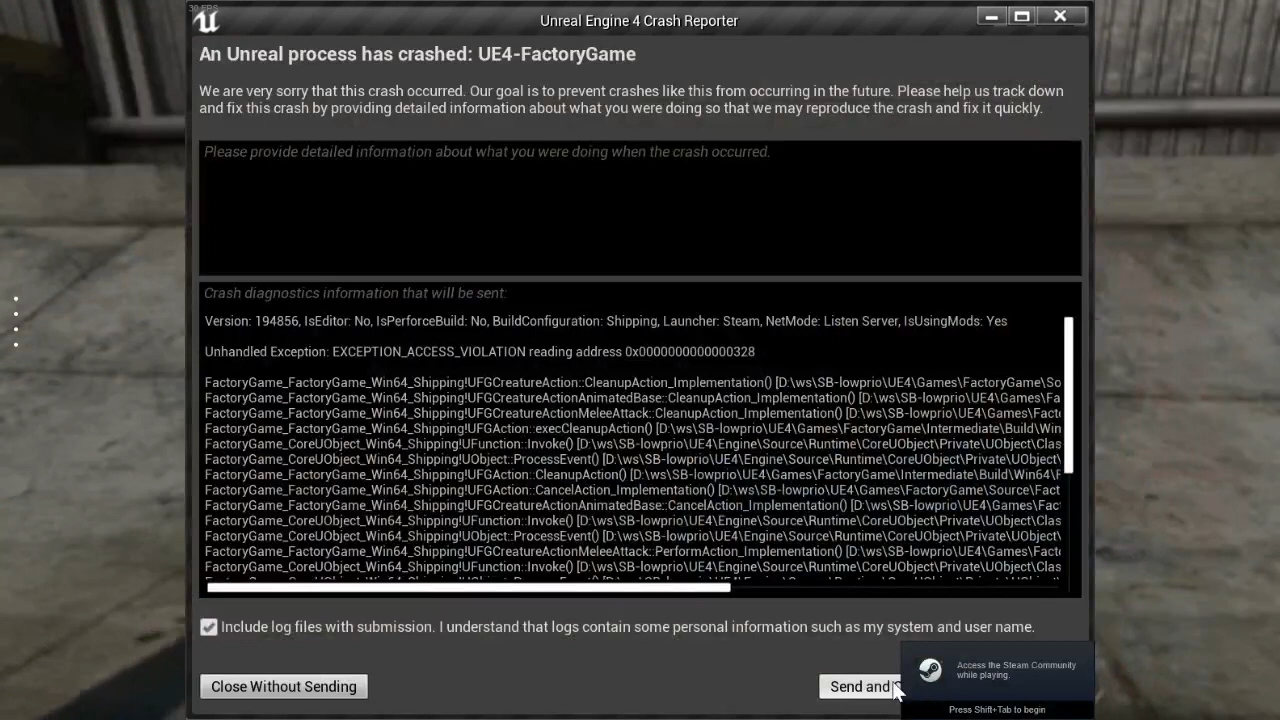 30 FPS
Unreal Engine 4 Crash Reporter
An Unreal process has crashed: UE4-FactoryGame
We are very sorry that this crash occurred. Our goal is to prevent crashes like this from occurring in the future. Please help us track down
and fix this crash by providing detailed information about what you were doing so that we may reproduce the crash and fix it quickly.
Please provide detailed information about what you were doing when the crash occurred.
Crash diagnostics information that will be sent:
Version: 194856, IsEditor: No, IsPerforceBuild: No, BuildConfiguration: Shipping, Launcher: Steam, NetMode: Listen Server, IsUsingMods: Yes
Unhandled Exception: EXCEPTION_ACCESS_VIOLATION reading address 0x0000000000000328
FactoryGame_FactoryGame_Win64_Shipping!UFGCreatureAction::CleanupAction_Implementation() [D:\ws\SB-lowprio\UE4\Games\FactoryGame\So
FactoryGame_FactoryGame_Win64_Shipping!UFGCreatureActionAnimatedBase::CleanupAction_Implementation() [D:\ws\SB-lowprio\UE4\Games\Fa
FactoryGame_FactoryGame_Win64_Shipping!UFGCreatureActionMeleeAttack::CleanupAction_Implementation() [D:\ws\SB-lowprio\UE4\Games\Fact
FactoryGame_FactoryGame_Win64_Shipping!UFGAction::execCleanupAction() [D:\ws\SB-lowprio\UE4\Games\FactoryGame\Intermediate\Build\Win
FactoryGame_CoreUObject_Win64_Shipping!UFunction::Invoke() [D:\ws\SB-lowprio\UE4\Engine\Source\Runtime\CoreUObject\Private\UObject\Clas
FactoryGame_CoreUObject_Win64_Shipping!UObject::ProcessEvent() [D:\ws\SB-lowprio\UE4\Engine\Source\Runtime\CoreUObject\Private\UObject
FactoryGame_FactoryGame_Win64_Shipping!UFGAction::CleanupAction() [D:\ws\SB-lowprio\UE4\Games\FactoryGame\Intermediate\Build\Win64\F
FactoryGame_FactoryGame_Win64_Shipping!UFGAction::CancelAction_Implementation() [D:\ws\SB-lowprio\UE4\Games\FactoryGame\Source\Fact
FactoryGame_FactoryGame_Win64_Shipping!UFGCreatureActionAnimatedBase::CancelAction_Implementation() [D:\ws\SB-lowprio\UE4\Games\Fac
FactoryGame_CoreUObject_Win64_Shipping!UFunction::Invoke() [D:\ws\SB-lowprio\UE4\Engine\Source\Runtime\CoreUObject\Private\UObject\Clas
FactoryGame_CoreUObject_Win64_Shipping!UObject::ProcessEvent() [D:\ws\SB-lowprio\UE4\Engine\Source\Runtime\CoreUObject\Private\UObject
FactoryGame_FactoryGame_Win64_Shipping!UFGCreatureActionMeleeAttack::PerformAction_Implementation() [D:\ws\SB-lowprio\UE4\Games\Fact
FactoryGame_CoreUObject_Win64_Shipping!UFunction::Invoke() [D:\ws\SB-lowprio\UE4\Engine\Source\Runtime\CoreUObject\Private\UObject\Clas
Include log files with submission. I understand that logs contain some personal information such as my system and user name.
Close Without Sending
Send and
Access the Steam Community
while playing.
Press Shift+Tab to begin